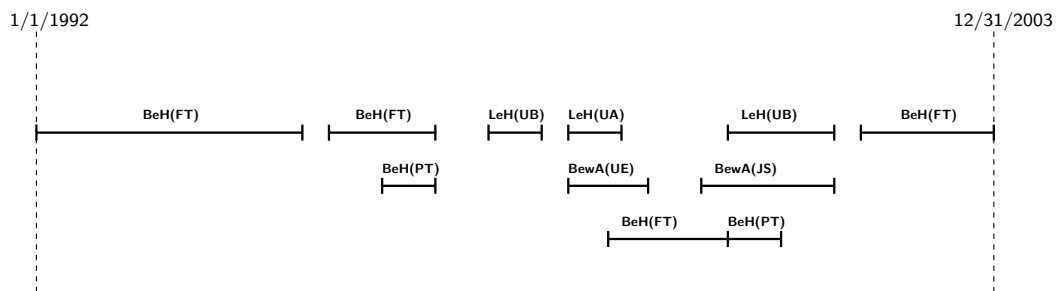 1/1/1992 12/31/2003
BeH(FT) BeH(FT) LeH(UB) LeH(UA) LeH(UB) BeH(FT)
BeH(PT) BewA(UE) BewA(JS)
BeH(FT) BeH(PT)